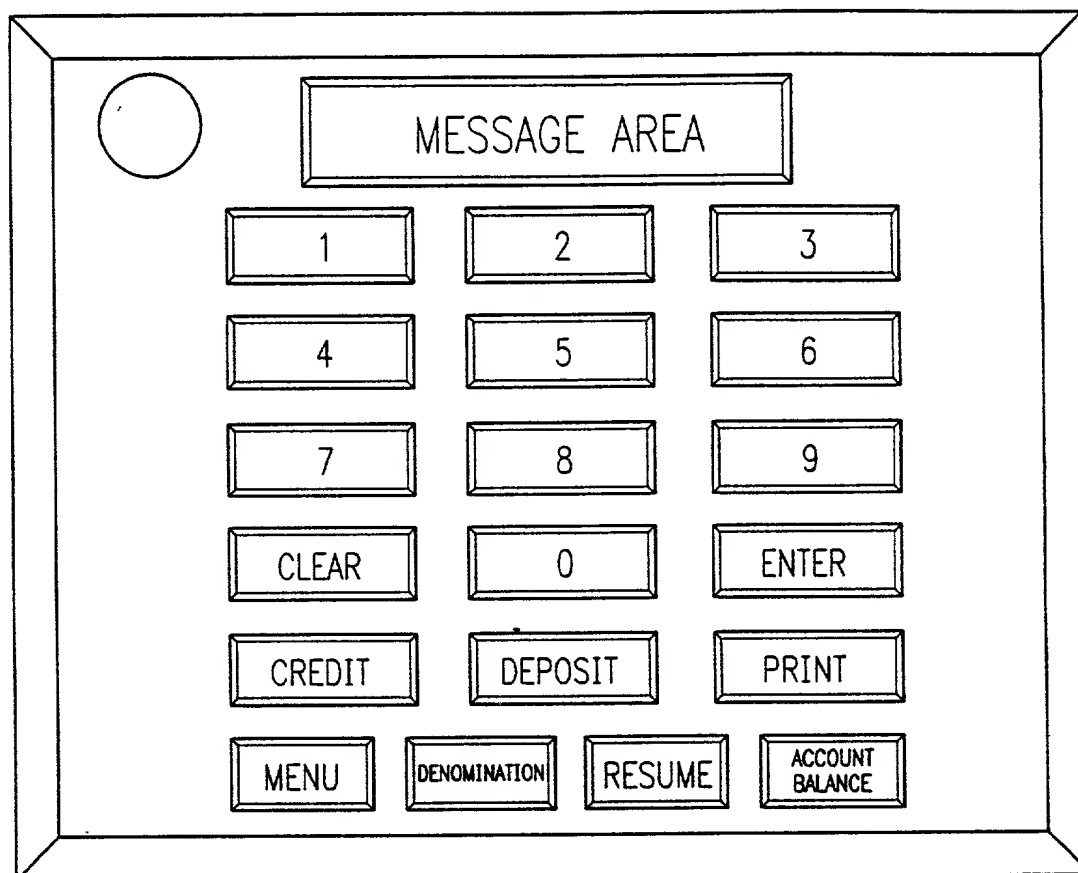 MESSAGE AREA
1 2 3
4 5 6
7 8 9
CLEAR 0 ENTER
CREDIT DEPOSIT PRINT
MENU DENOMINATION RESUME ACCOUNT
BALANCE